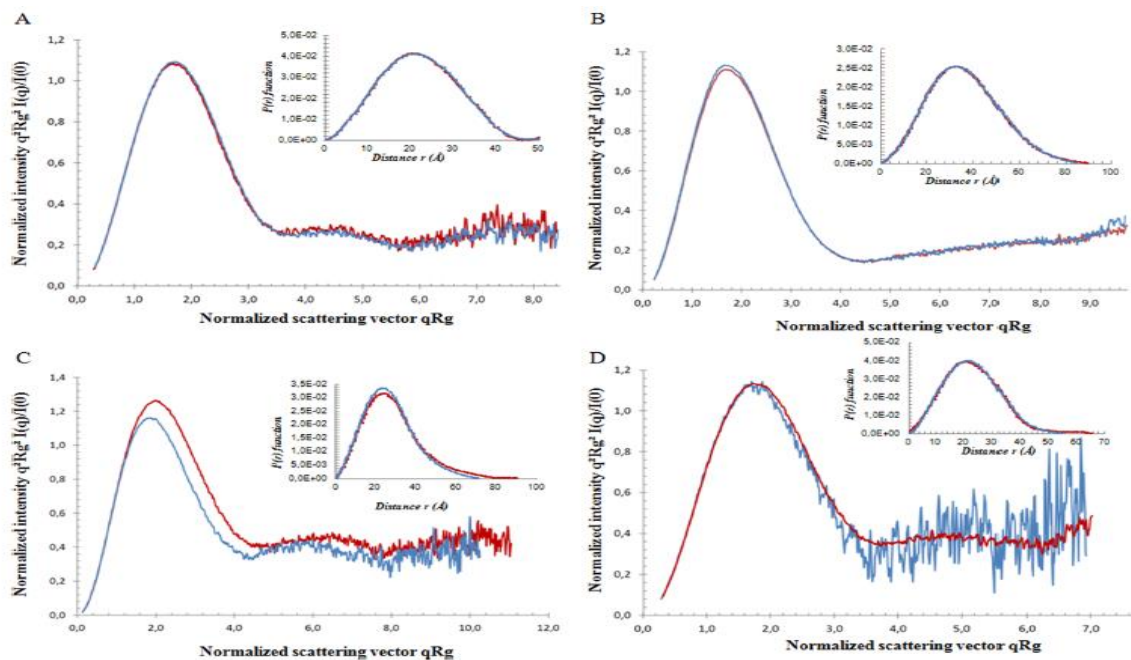 A
Normalized intensity q²Rg² I(q)/I(0)
1,2
1,0
0,8
0,6
0,4
0,2
0,0
0,0 1,0 2,0 3,0 4,0 5,0 6,0 7,0 8,0
Normalized scattering vector qRg
P(r) function
5,0E-02
4,0E-02
3,0E-02
2,0E-02
1,0E-02
0,0E+00
0 10 20 30 40 50
Distance r (Å)
B
Normalized intensity q²Rg² I(q)/I(0)
1,2
1,0
0,8
0,6
0,4
0,2
0,0
0,0 1,0 2,0 3,0 4,0 5,0 6,0 7,0 8,0 9,0
Normalized scattering vector qRg
P(r) function
3,0E-02
2,5E-02
2,0E-02
1,5E-02
1,0E-02
5,0E-03
0,0E+00
0 20 40 60 80 100
Distance r (Å)
C
Normalized intensity q²Rg² I(q)/I(0)
1,4
1,2
1,0
0,8
0,6
0,4
0,2
0,0
0,0 2,0 4,0 6,0 8,0 10,0 12,0
Normalized scattering vector qRg
P(r) function
3,5E-02
3,0E-02
2,5E-02
2,0E-02
1,5E-02
1,0E-02
5,0E-03
0,0E+00
0 20 40 60 80 100
Distance r (Å)
D
Normalized intensity q²Rg² I(q)/I(0)
1,2
1,0
0,8
0,6
0,4
0,2
0,0
0,0 1,0 2,0 3,0 4,0 5,0 6,0 7,0
Normalized scattering vector qRg
P(r) function
5,0E-02
4,0E-02
3,0E-02
2,0E-02
1,0E-02
0,0E+00
0 10 20 30 40 50 60 70
Distance r (Å)